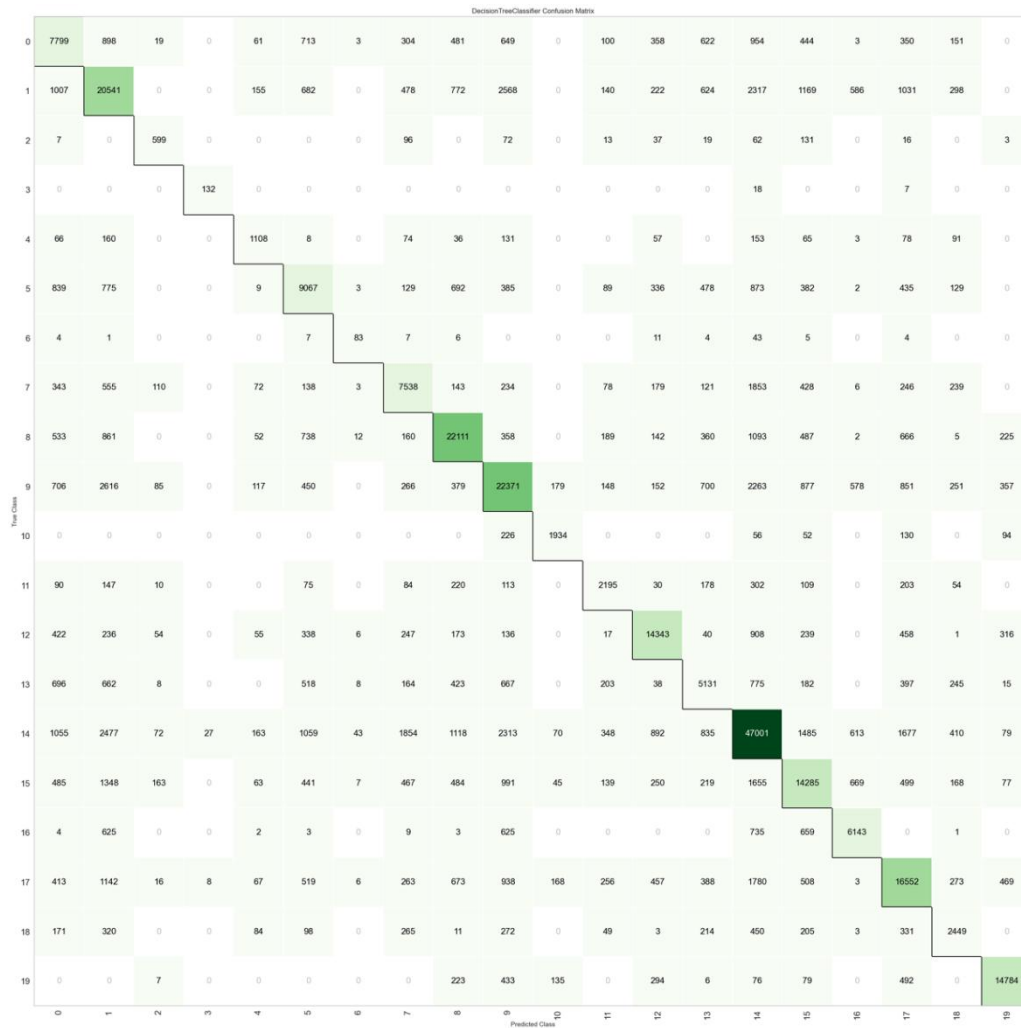 DecisionTreeClassifier Confusion Matrix
0 7799 898 19 0 61 713 3 304 481 649 0 100 358 622 954 444 3 350 151 0
1 1007 20541 0 0 155 682 0 478 772 2568 0 140 222 624 2317 1169 586 1031 298 0
2 7 0 599 0 0 0 0 96 0 72 0 13 37 19 62 131 0 16 0 3
3 0 0 0 132 0 0 0 0 0 0 0 0 0 0 18 0 0 7 0 0
4 66 160 0 0 1108 8 0 74 36 131 0 0 57 0 153 65 3 78 91 0
5 839 775 0 0 9 9067 3 129 692 385 0 89 336 478 873 382 2 435 129 0
6 4 1 0 0 0 7 83 7 6 0 0 0 11 4 43 5 0 4 0 0
7 343 555 110 0 72 138 3 7538 143 234 0 78 179 121 1853 428 6 246 239 0
8 533 861 0 0 52 738 12 160 22111 358 0 189 142 360 1093 487 2 666 5 225
9 706 2616 85 0 117 450 0 266 379 22371 179 148 152 700 2263 877 578 851 251 357
True Class
10 0 0 0 0 0 0 0 0 0 226 1934 0 0 0 56 52 0 130 0 94
11 90 147 10 0 0 75 0 84 220 113 0 2195 30 178 302 109 0 203 54 0
12 422 236 54 0 55 338 6 247 173 136 0 17 14343 40 908 239 0 458 1 316
13 696 662 8 0 0 518 8 164 423 667 0 203 38 5131 775 182 0 397 245 15
14 1055 2477 72 27 163 1059 43 1854 1118 2313 70 348 892 835 47001 1485 613 1677 410 79
15 485 1348 163 0 63 441 7 467 484 991 45 139 250 219 1655 14285 669 499 168 77
16 4 625 0 0 2 3 0 9 3 625 0 0 0 0 735 659 6143 0 1 0
17 413 1142 16 8 67 519 6 263 673 938 168 256 457 388 1780 508 3 16552 273 469
18 171 320 0 0 84 98 0 265 11 272 0 49 3 214 450 205 3 331 2449 0
19 0 0 7 0 0 0 0 0 223 433 135 0 294 6 76 79 0 492 0 14784
0 1 2 3 4 5 6 7 8 9 10 11 12 13 14 15 16 17 18 19
Predicted Class